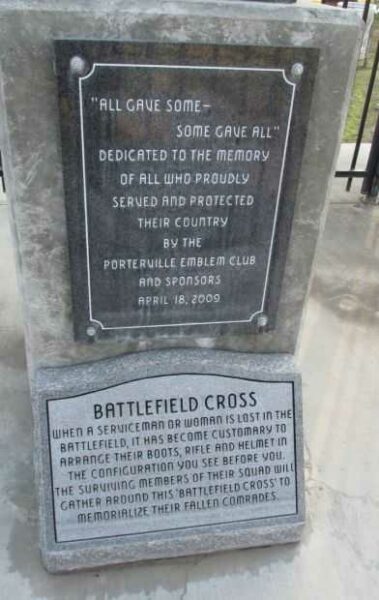 "ALL GAVE SOME-
SOME GAVE ALL"
DEDICATED TO THE MEMORY
OF ALL WHO PROUDLY
SERVED AND PROTECTED
THEIR COUNTRY
BY THE
PORTERVILLE EMBLEM CLUB
AND SPONSORS
APRIL 18, 2009
BATTLEFIELD CROSS
WHEN A SERVICEMAN OR WOMAN IS LOST IN THE
BATTLEFIELD, IT HAS BECOME CUSTOMARY TO
ARRANGE THEIR BOOTS, RIFLE AND HELMET IN
THE CONFIGURATION YOU SEE BEFORE YOU.
THE SURVIVING MEMBERS OF THEIR SQUAD WILL
GATHER AROUND THIS 'BATTLEFIELD CROSS' TO
MEMORIALIZE THEIR FALLEN COMRADES.